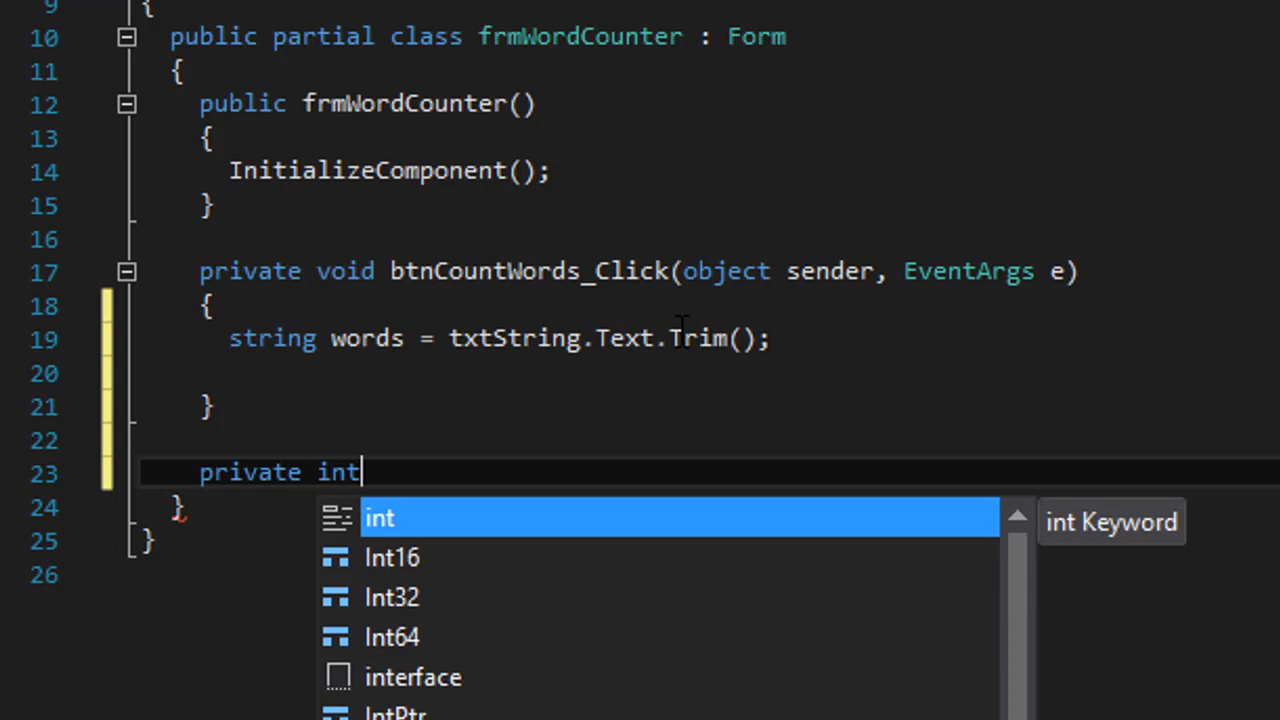 9 {
10 public partial class frmWordCounter : Form
11 {
12 public frmWordCounter()
13 {
14 InitializeComponent();
15 }
16
17 private void btnCountWords_Click(object sender, EventArgs e)
18 {
19 string words = txtString.Text.Trim();
20
21 }
22
23 private int
24 }
25 }
26
int
int Keyword
Int16
Int32
Int64
interface
IntPtr